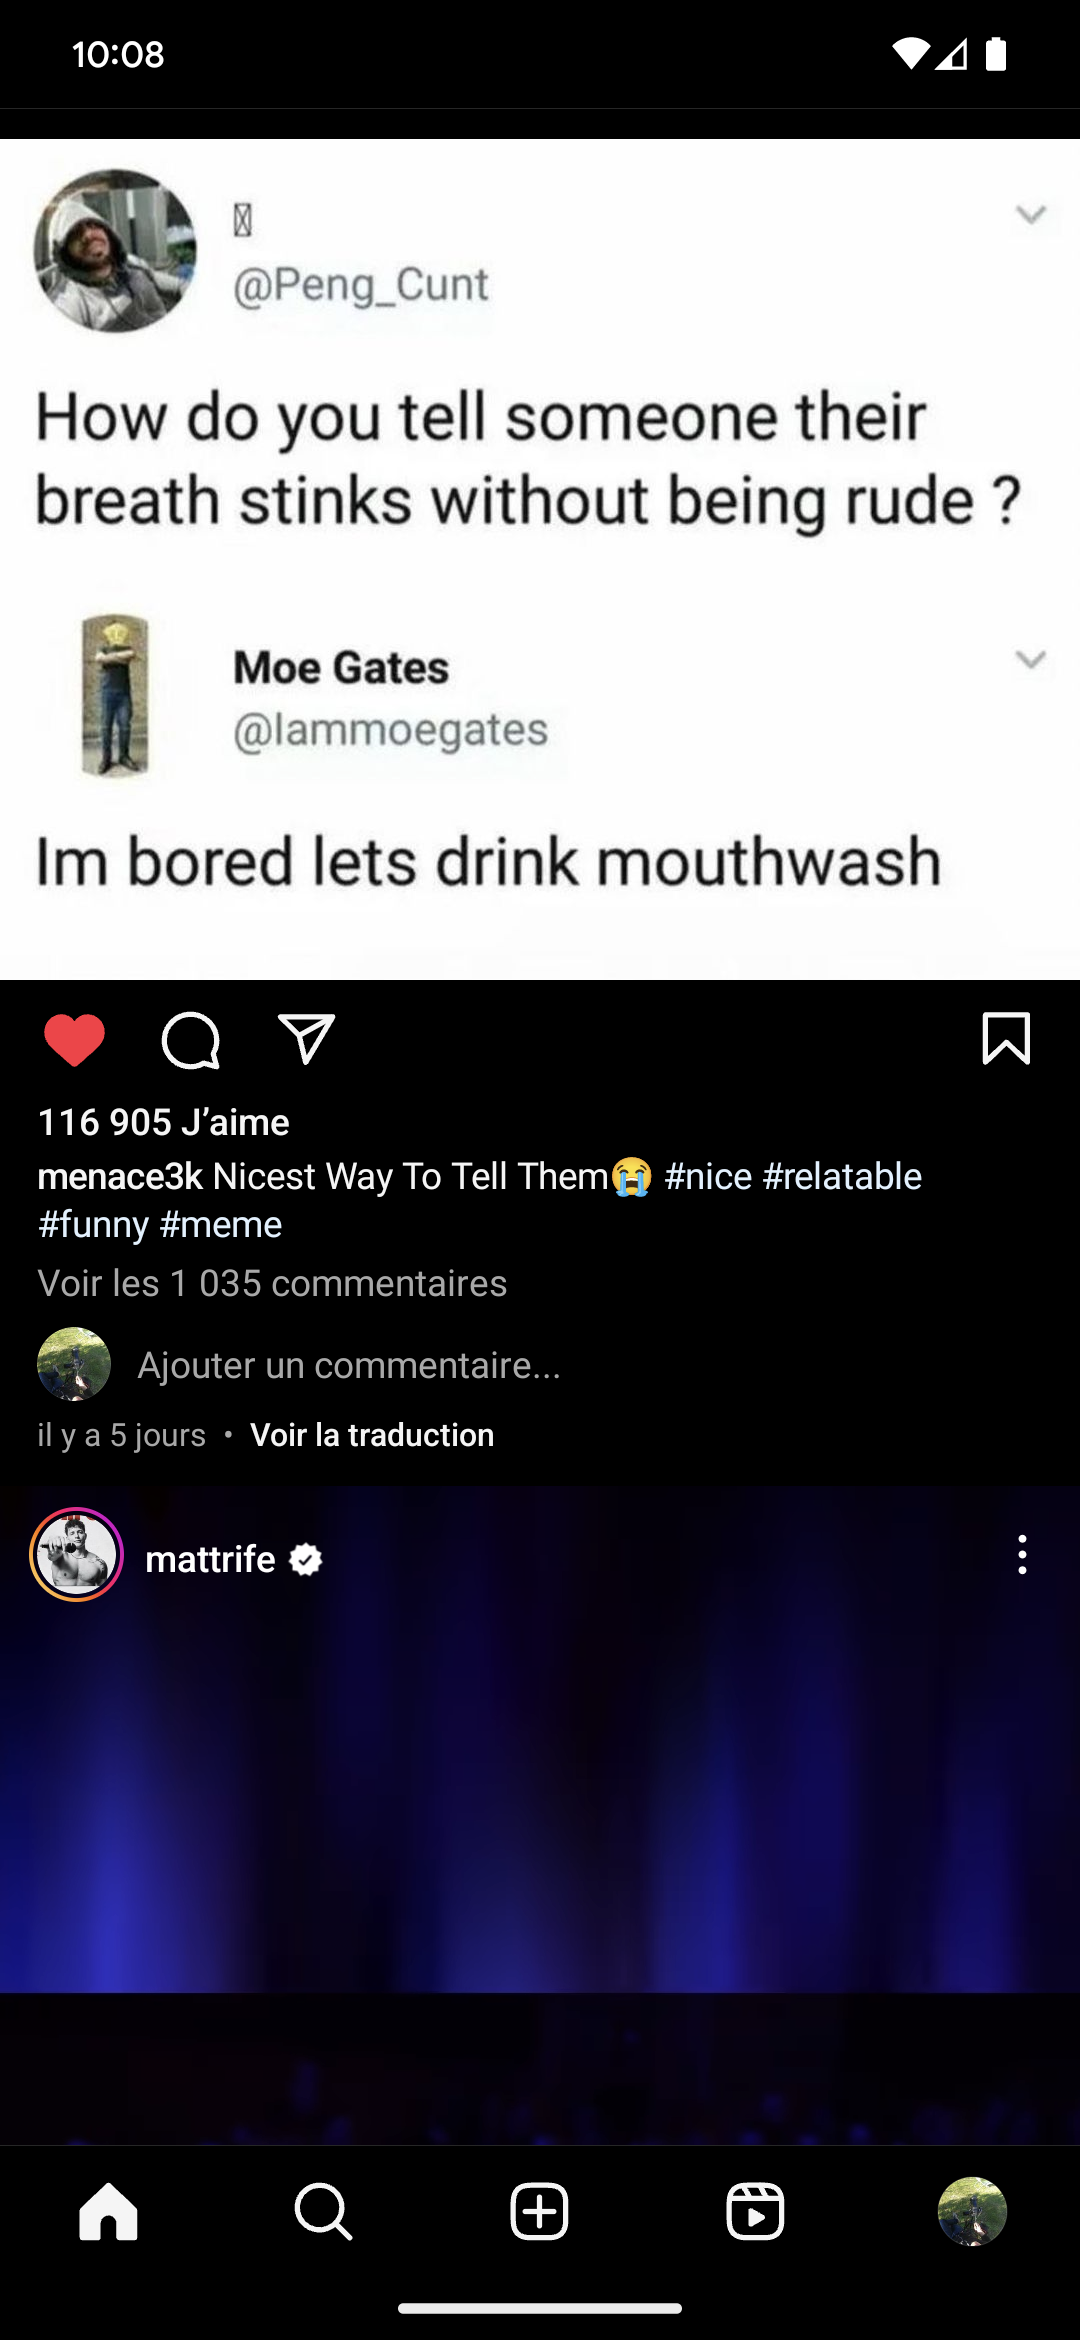 10:08
@Peng_Cunt
How do you tell someone their
breath stinks without being rude ?
Moe Gates
@Iammoegates
Im bored lets drink mouthwash
116 905 J’aime
menace3k Nicest Way To Tell Them😭 #nice #relatable
#funny #meme
Voir les 1 035 commentaires
Ajouter un commentaire...
il y a 5 jours • Voir la traduction
mattrife